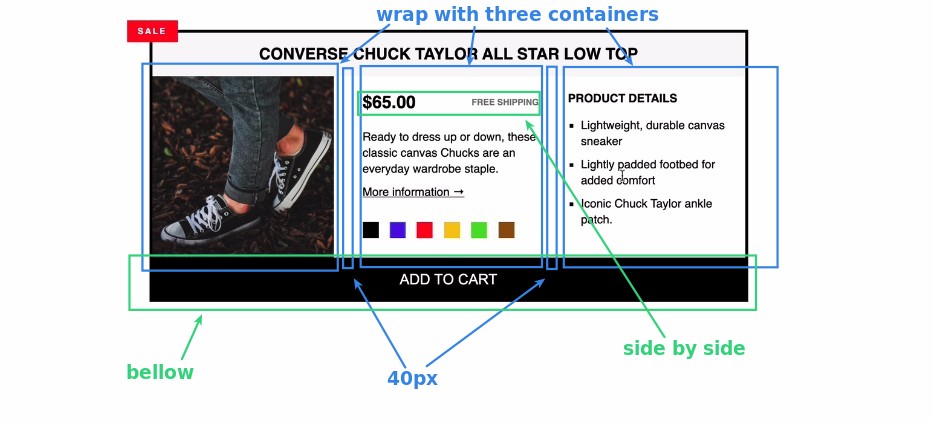 wrap with three containers
SALE
CONVERSE CHUCK TAYLOR ALL STAR LOW TOP
$65.00
FREE SHIPPING
Ready to dress up or down, these
classic canvas Chucks are an
everyday wardrobe staple.
More information →
PRODUCT DETAILS
Lightweight, durable canvas
sneaker
Lightly padded footbed for
added comfort
Iconic Chuck Taylor ankle
patch.
ADD TO CART
side by side
bellow
40px